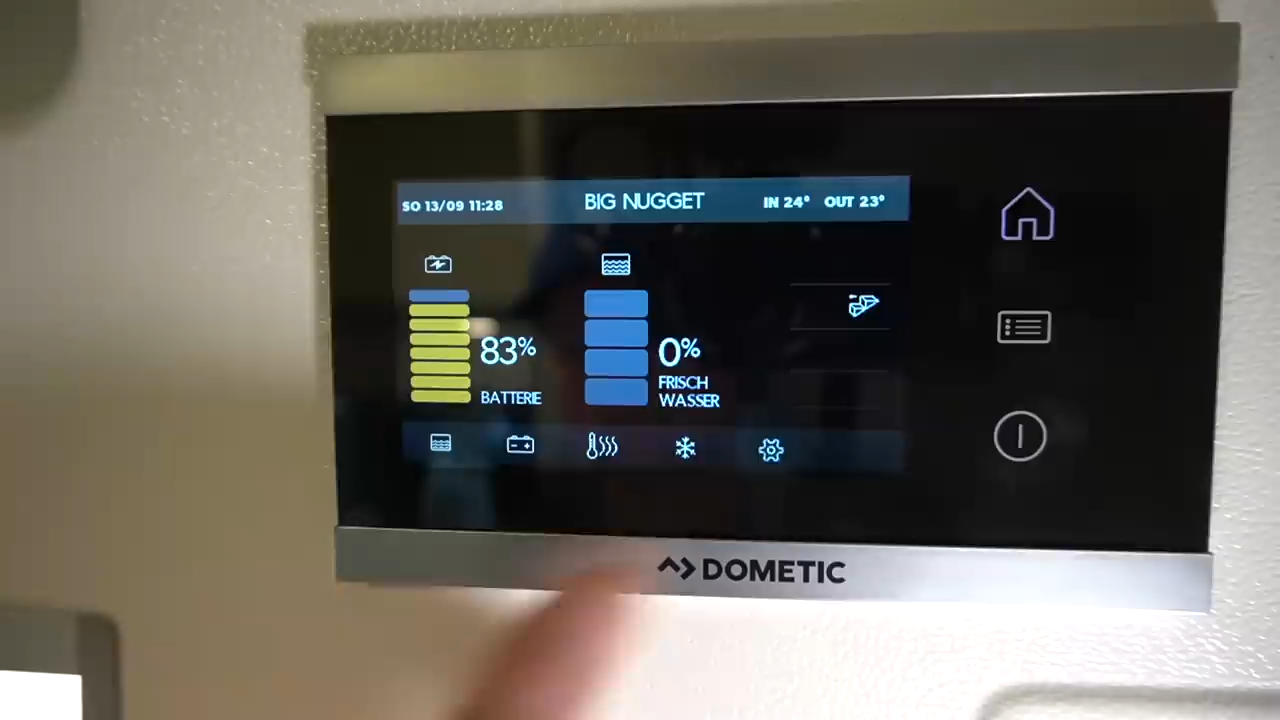 SO 13/09 11:28
BIG NUGGET
IN 24° OUT 23°
83%
BATTERIE
0%
FRISCH
WASSER
DOMETIC